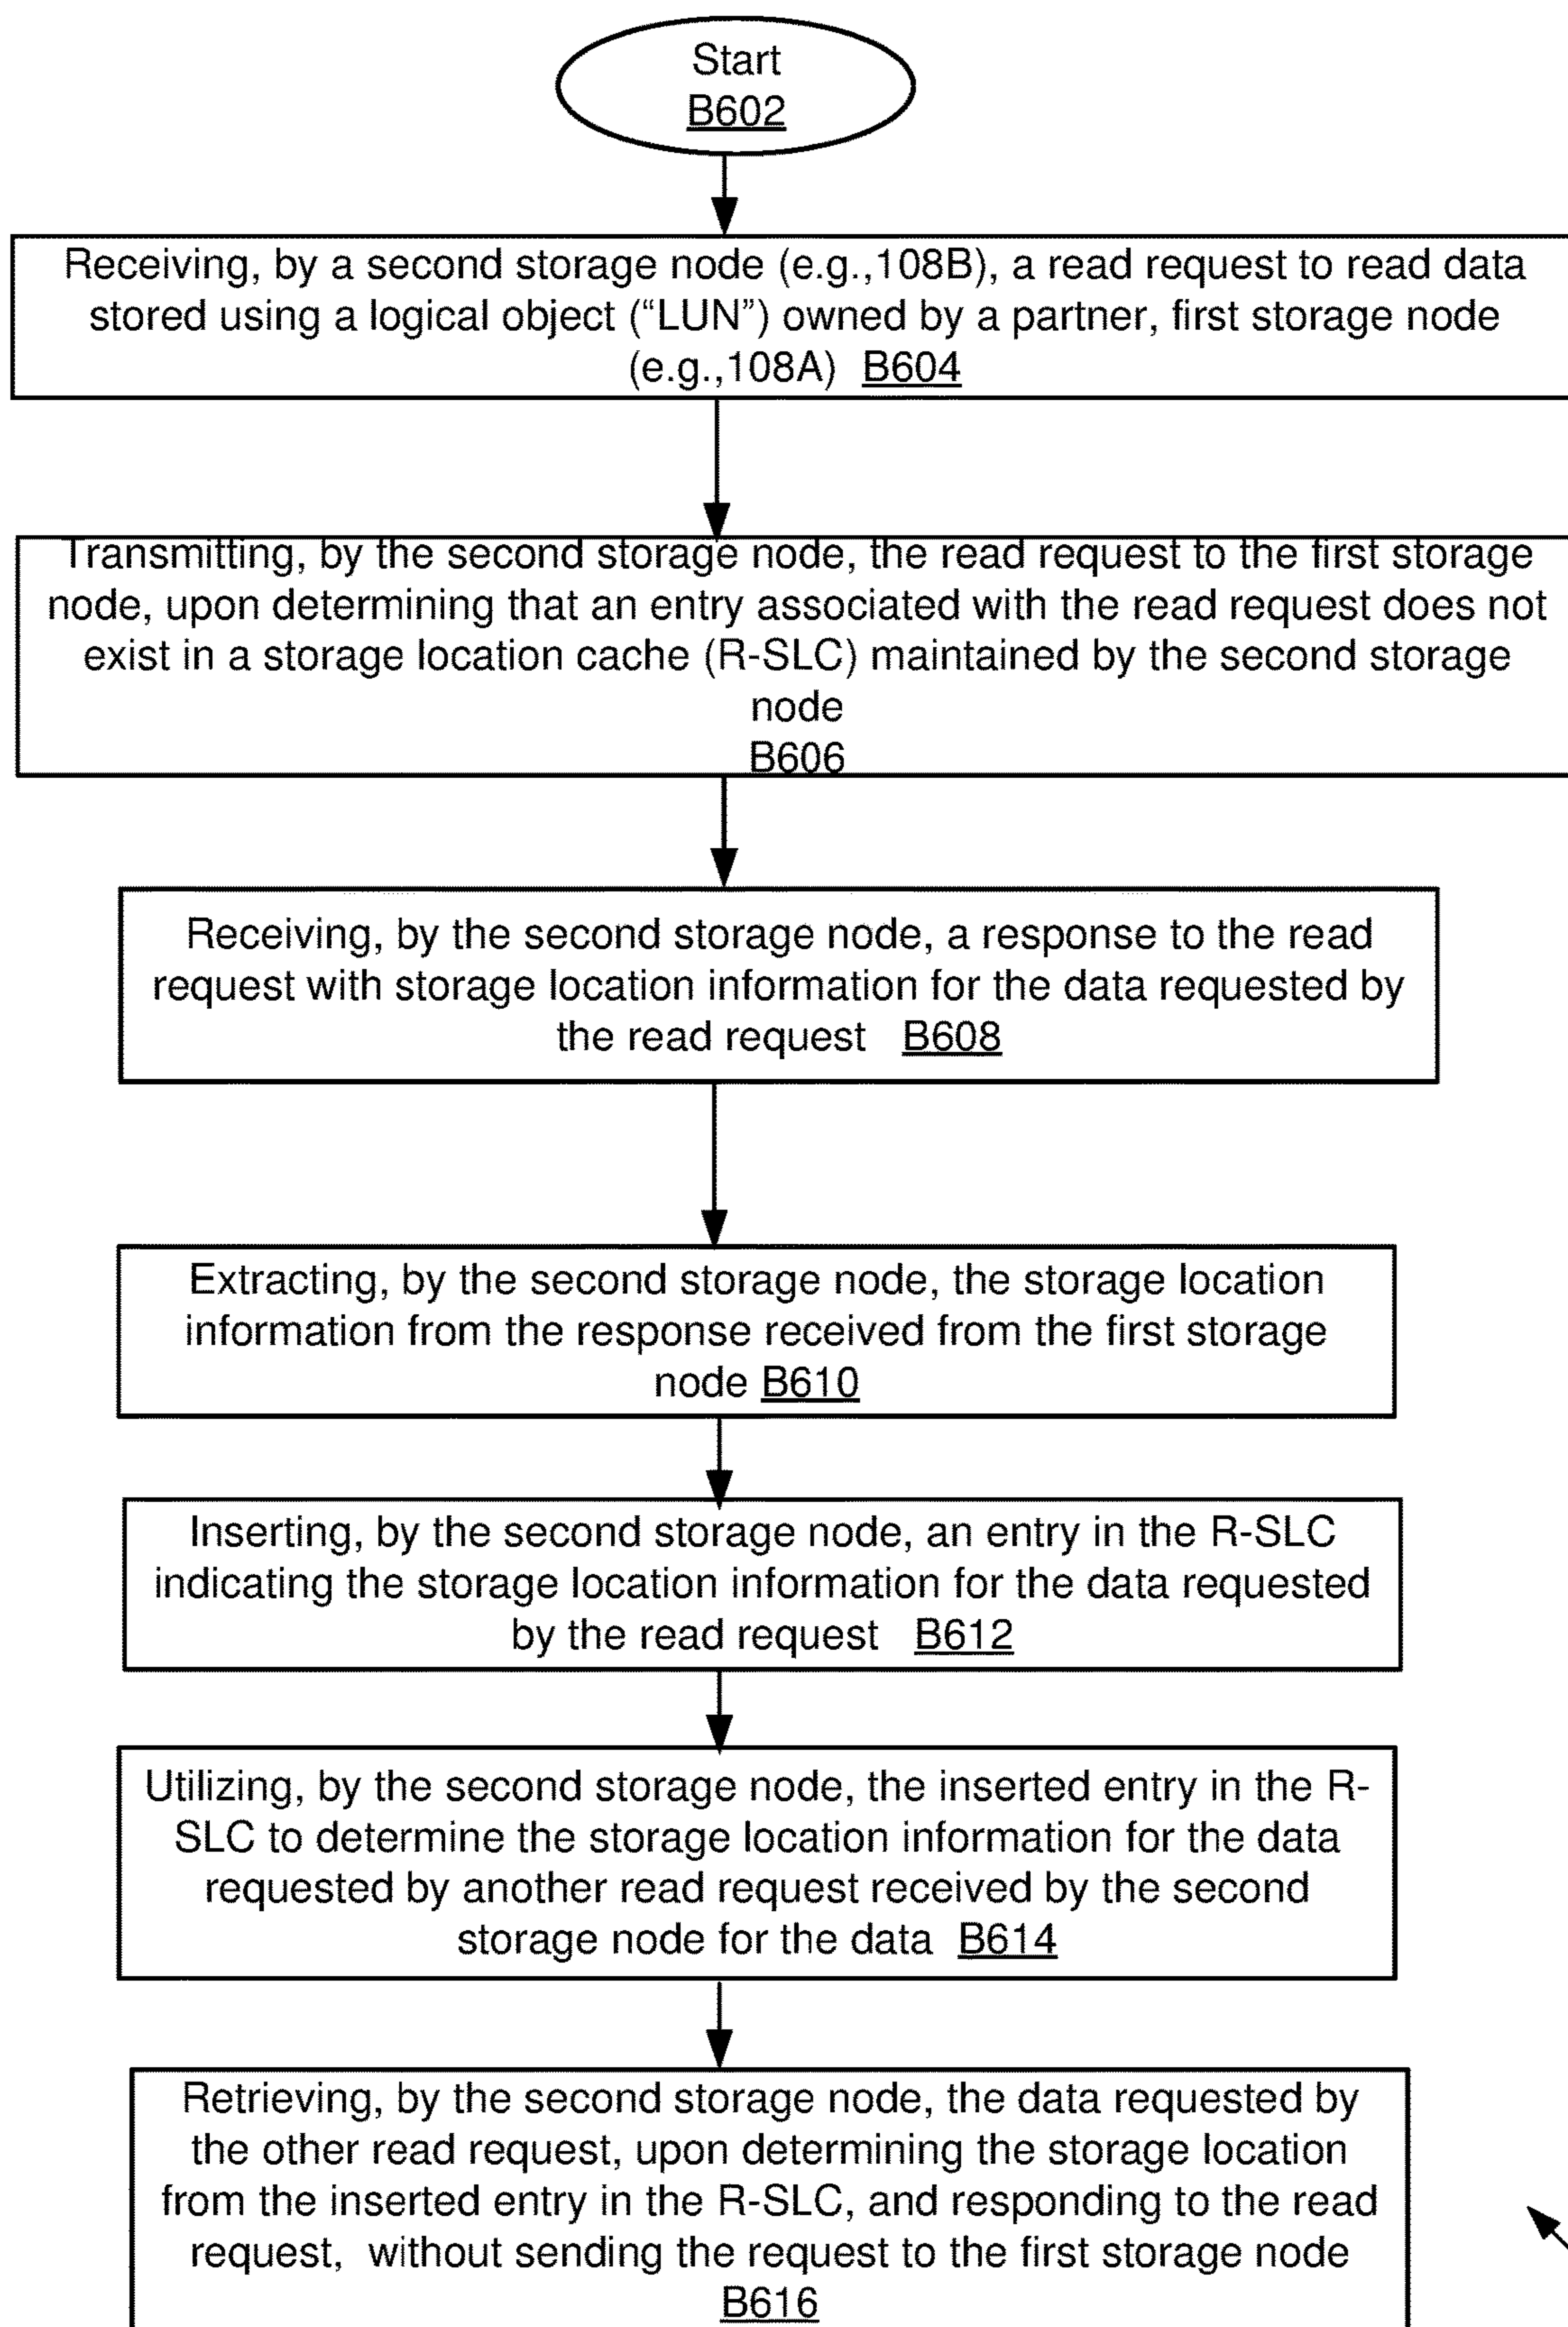 Start
B602
Receiving, by a second storage node (e.g.,108B), a read request to read data
stored using a logical object (“LUN”) owned by a partner, first storage node
(e.g.,108A) B604
Transmitting, by the second storage node, the read request to the first storage
node, upon determining that an entry associated with the read request does not
exist in a storage location cache (R-SLC) maintained by the second storage
node
B606
Receiving, by the second storage node, a response to the read
request with storage location information for the data requested by
the read request B608
Extracting, by the second storage node, the storage location
information from the response received from the first storage
node B610
Inserting, by the second storage node, an entry in the R-SLC
indicating the storage location information for the data requested
by the read request B612
Utilizing, by the second storage node, the inserted entry in the R-
SLC to determine the storage location information for the data
requested by another read request received by the second
storage node for the data B614
Retrieving, by the second storage node, the data requested by
the other read request, upon determining the storage location
from the inserted entry in the R-SLC, and responding to the read
request, without sending the request to the first storage node
B616